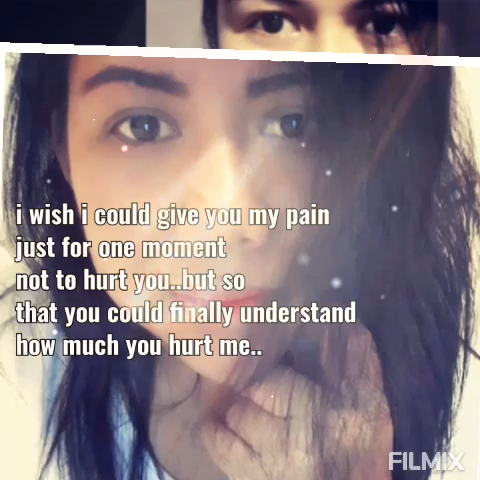 i wish i could give you my pain
just for one moment
not to hurt you..but so
that you could finally understand
how much you hurt me..
FILMIX